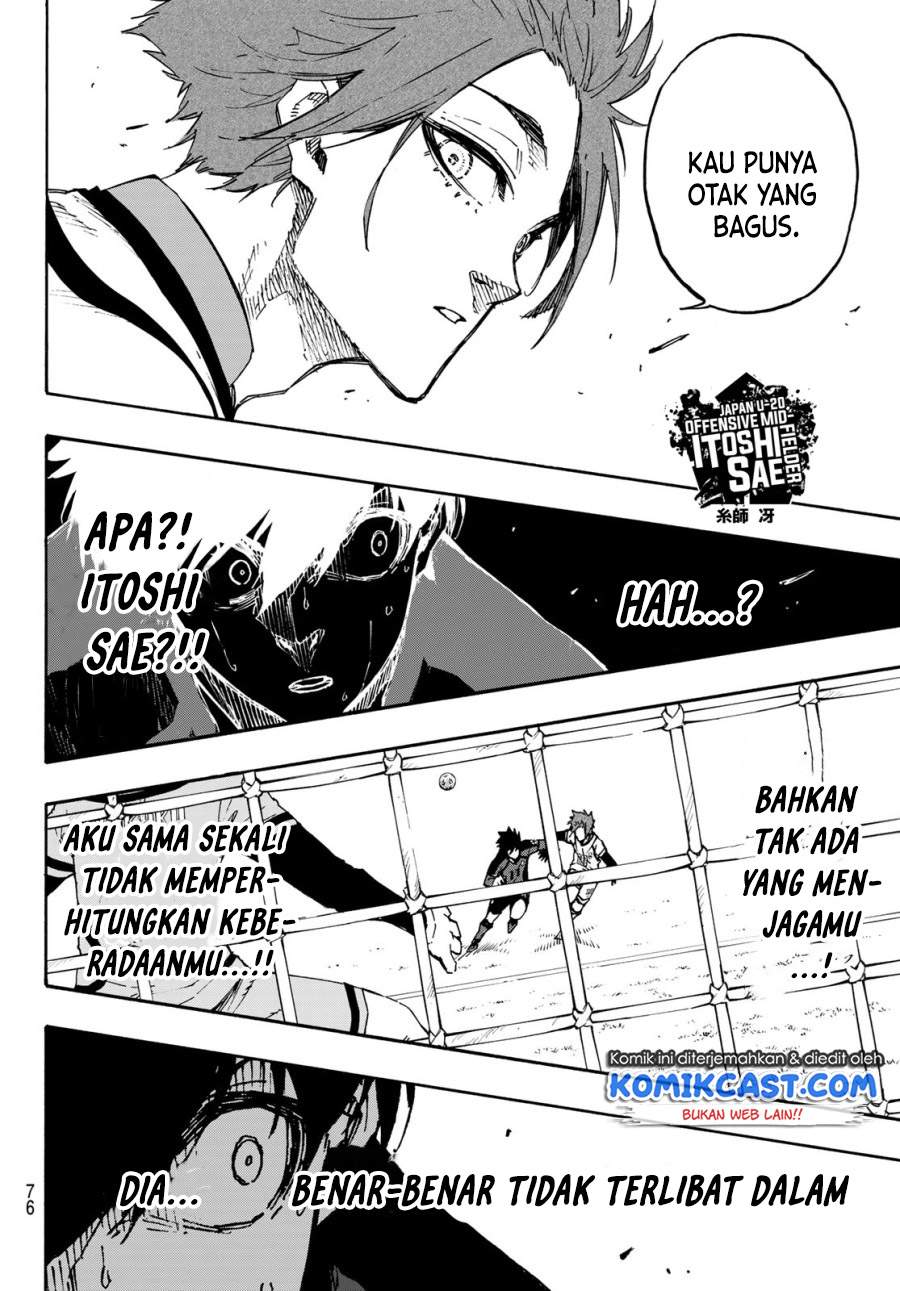 KAU PUNYA
OTAK YANG
BAGUS.
JAPAN U-20
OFFENSIVE MID-
FIELDER
ITOSHI
SAE
糸師 冴
HAH...?
APA?!
ITOSHI
SAE?!!
BAHKAN
TAK ADA
YANG MEN-
JAGAMU
...!
AKU SAMA SEKALI
TIDAK MEMPER-
HITUNGKAN KEBE-
RADAANMU...!!
Komik ini diterjemahkan & diedit oleh
KOMIKCAST.COM
BUKAN WEB LAIN!!
DIA... BENAR-BENAR TIDAK TERLIBAT DALAM
76